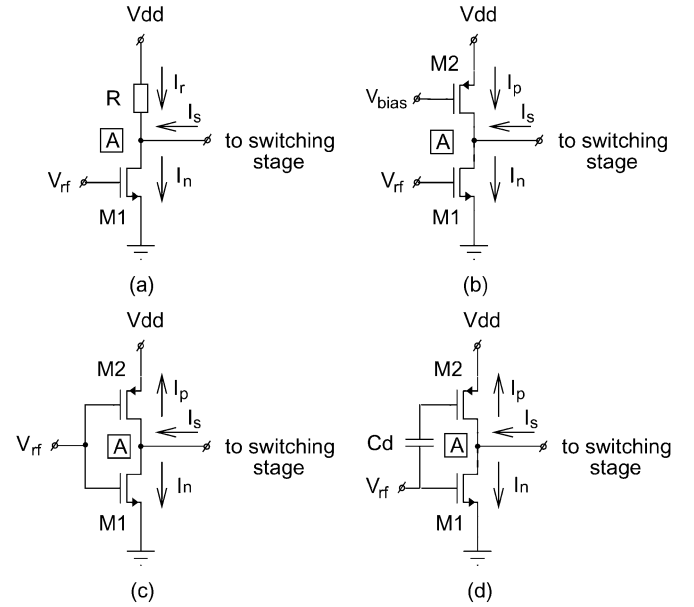 Vdd
R
Ir
Is
A
to switching
stage
Vrf
In
M1
(a)
Vdd
M2
Vbias
Ip
Is
A
to switching
stage
Vrf
In
M1
(b)
Vdd
M2
Ip
Is
Vrf
A
to switching
stage
In
M1
(c)
Vdd
M2
Ip
Is
Cd
A
to switching
stage
Vrf
In
M1
(d)